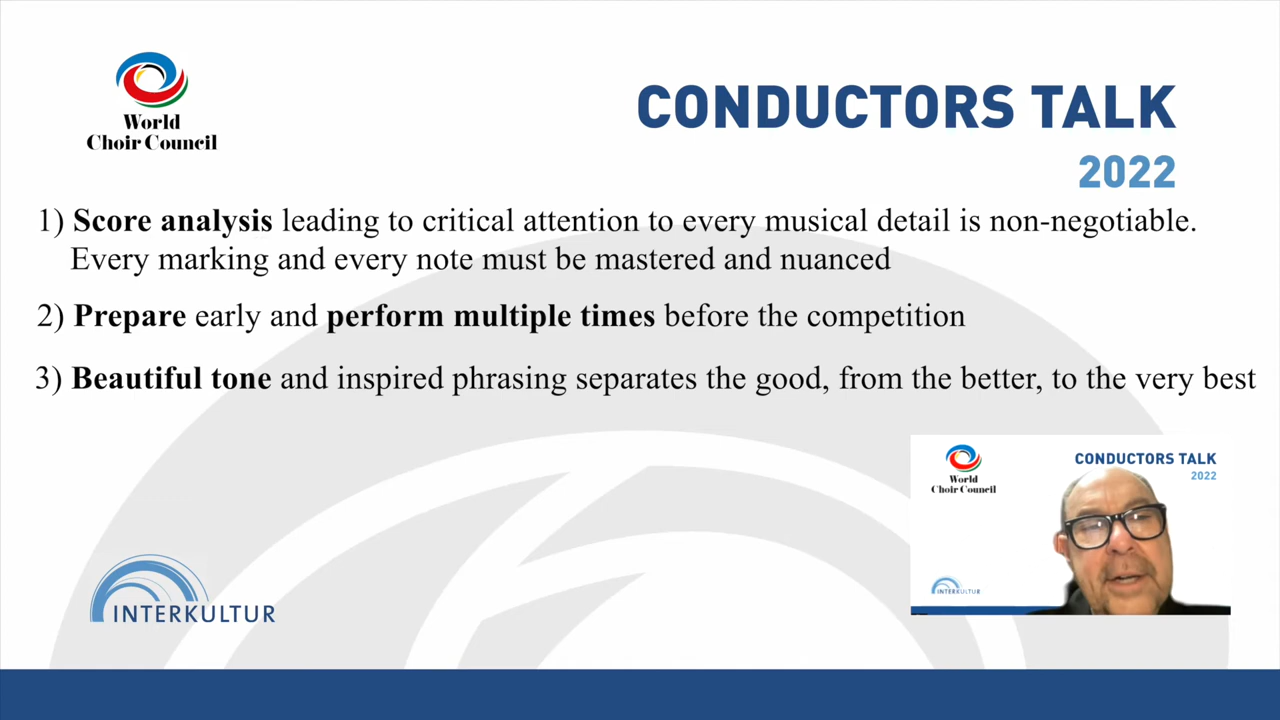 World
Choir Council
CONDUCTORS TALK
2022
1) Score analysis leading to critical attention to every musical detail is non-negotiable.
Every marking and every note must be mastered and nuanced
2) Prepare early and perform multiple times before the competition
3) Beautiful tone and inspired phrasing separates the good, from the better, to the very best
World
Choir Council
CONDUCTORS TALK
2022
INTERKULTUR
INTERKULTUR